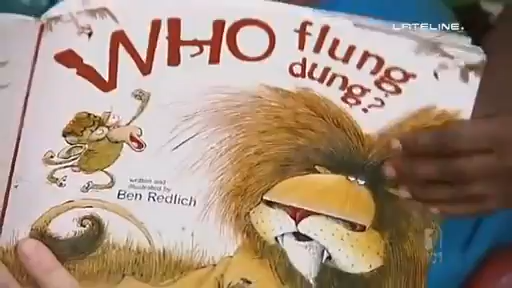 LATELINE.
WHO flung
dung?
written and
illustrated by
Ben Redlich